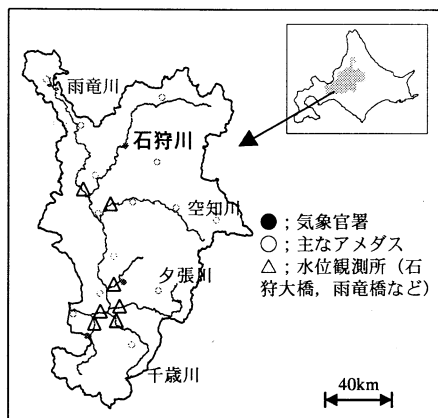 雨竜川
石狩川
空知川
夕張川
千歳川
●；気象官署
○；主なアメダス
△；水位観測所（石
狩大橋，雨竜橋など）
40km